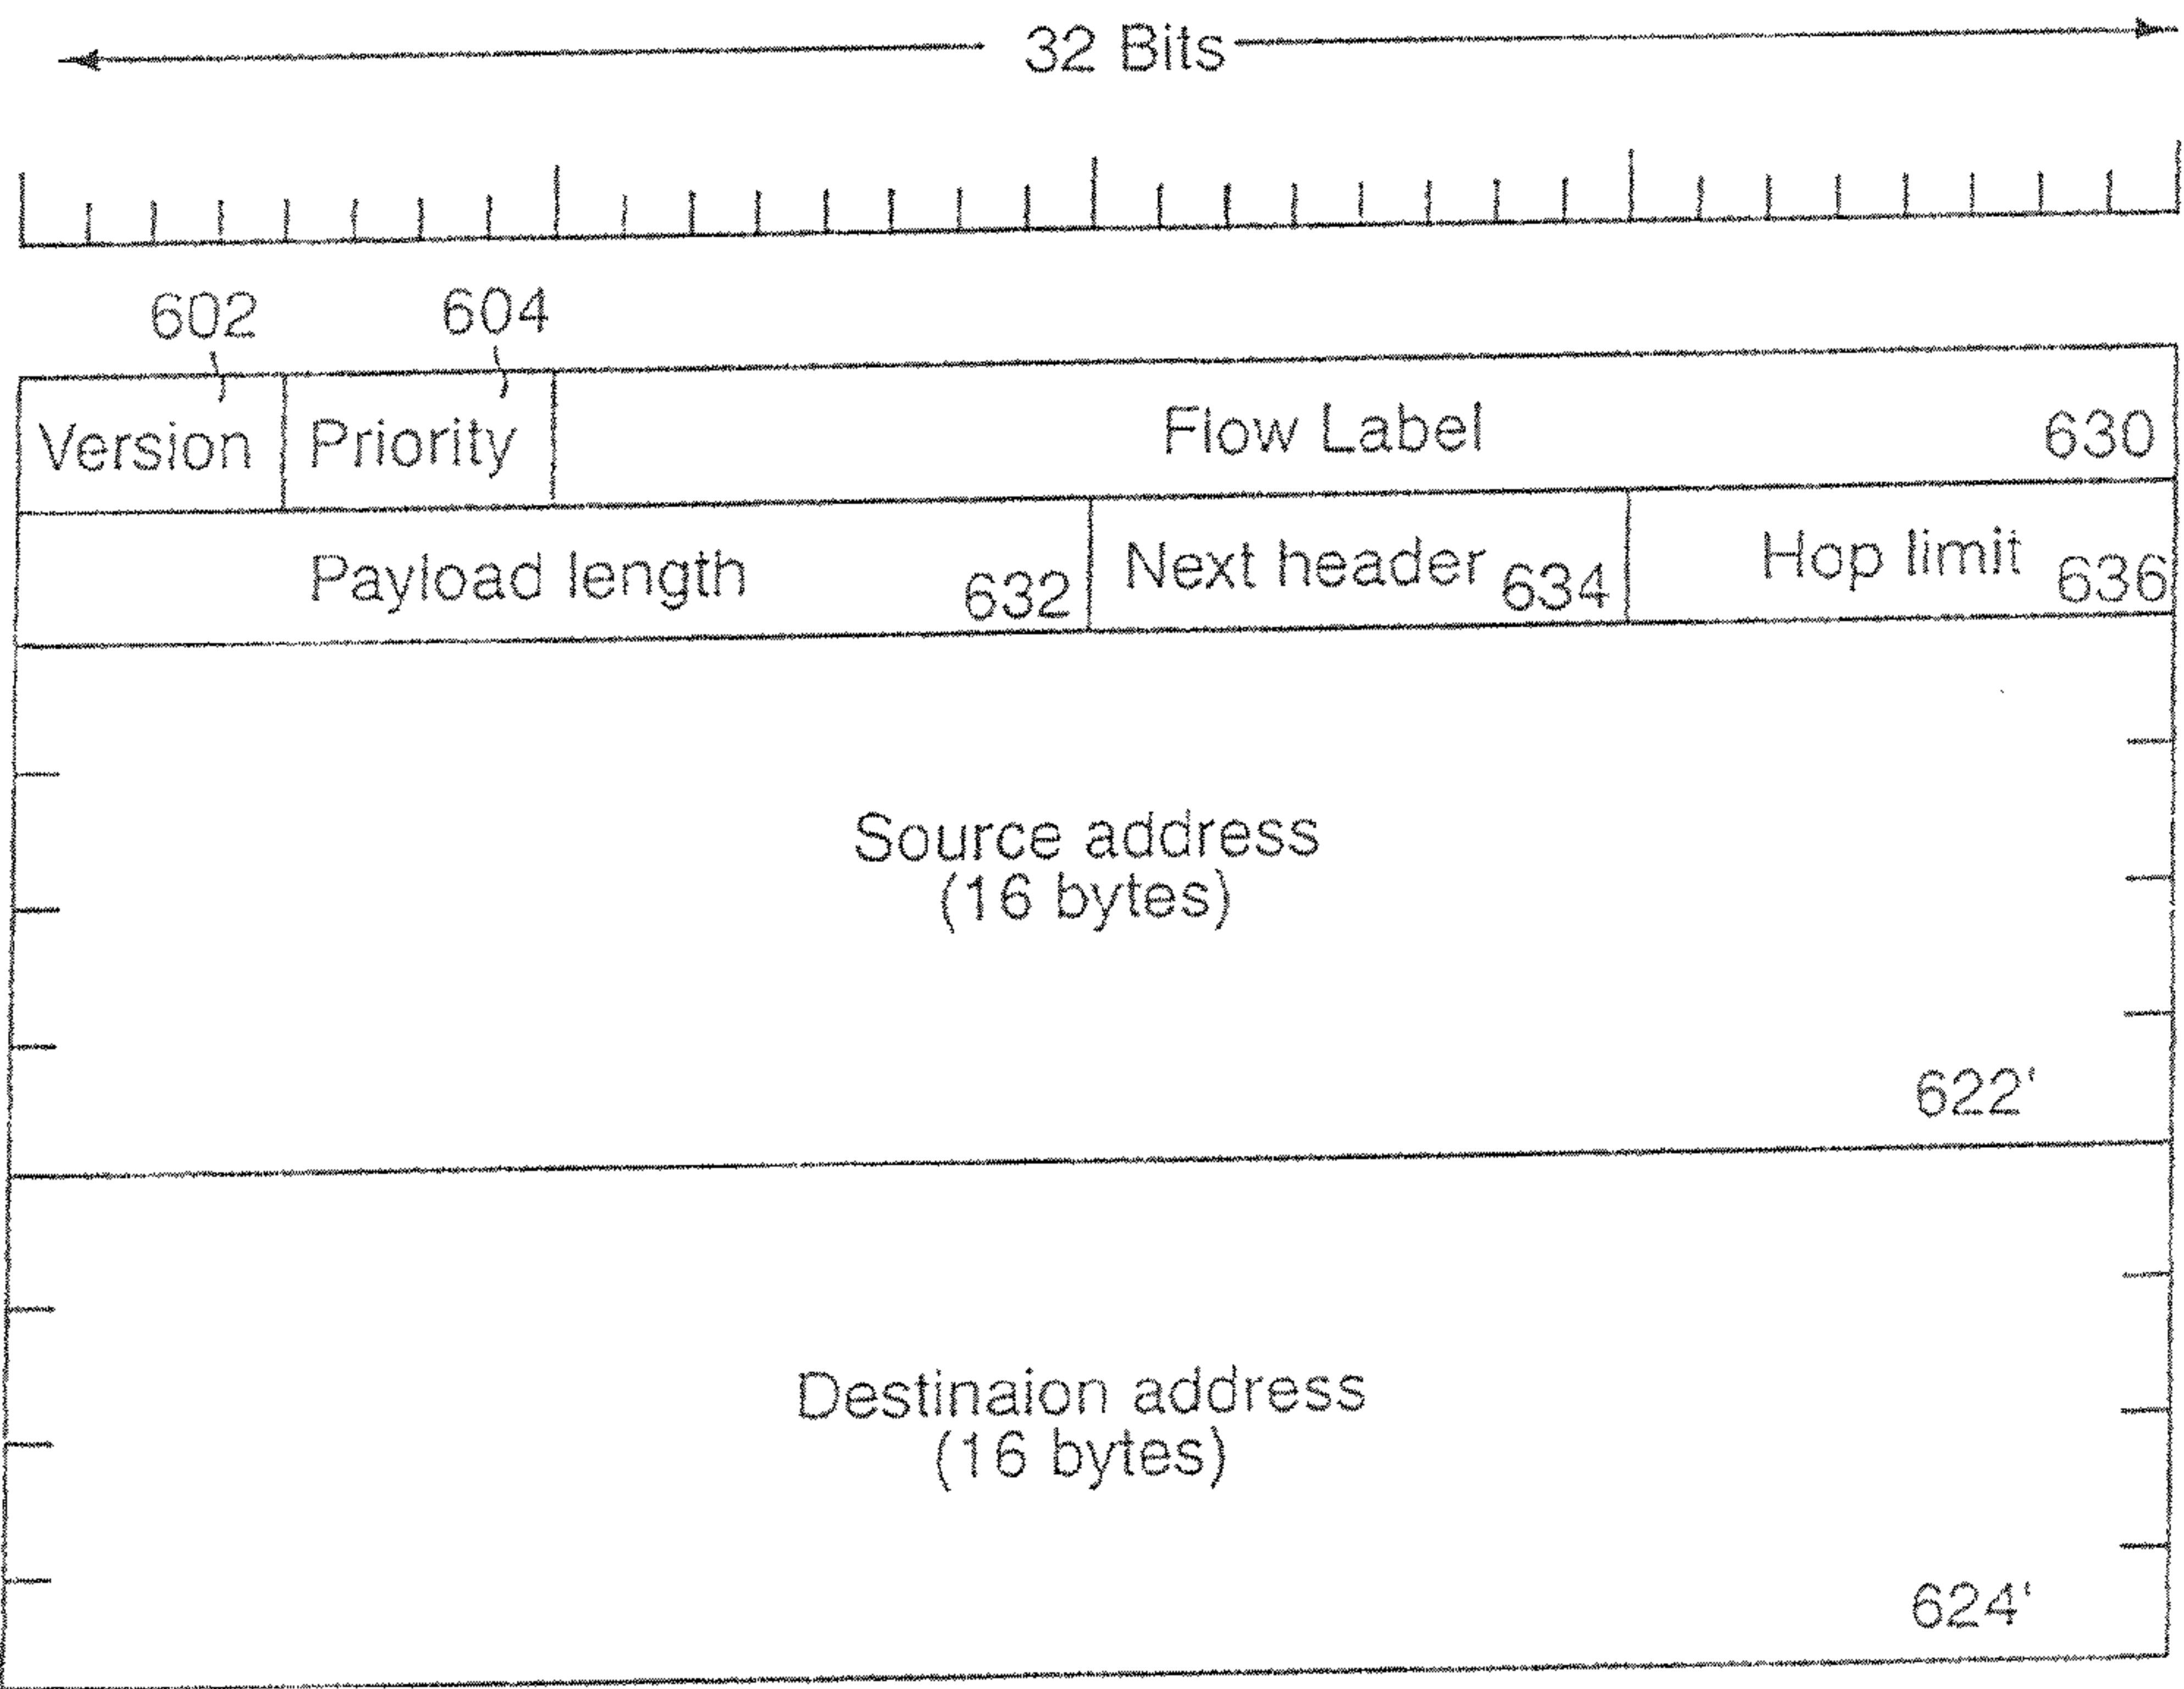 32 Bits
602 604
Version Priority Flow Label 630
Payload length 632 Next header 634 Hop limit 636
Source address
(16 bytes)
622'
Destinaion address
(16 bytes)
624'